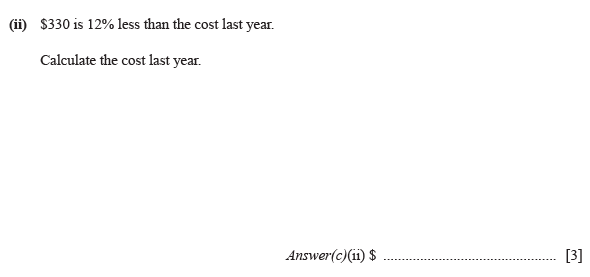 (ii) $330 is 12% less than the cost last year.
Calculate the cost last year.
Answer(c)(ii) $ ................................................ [3]